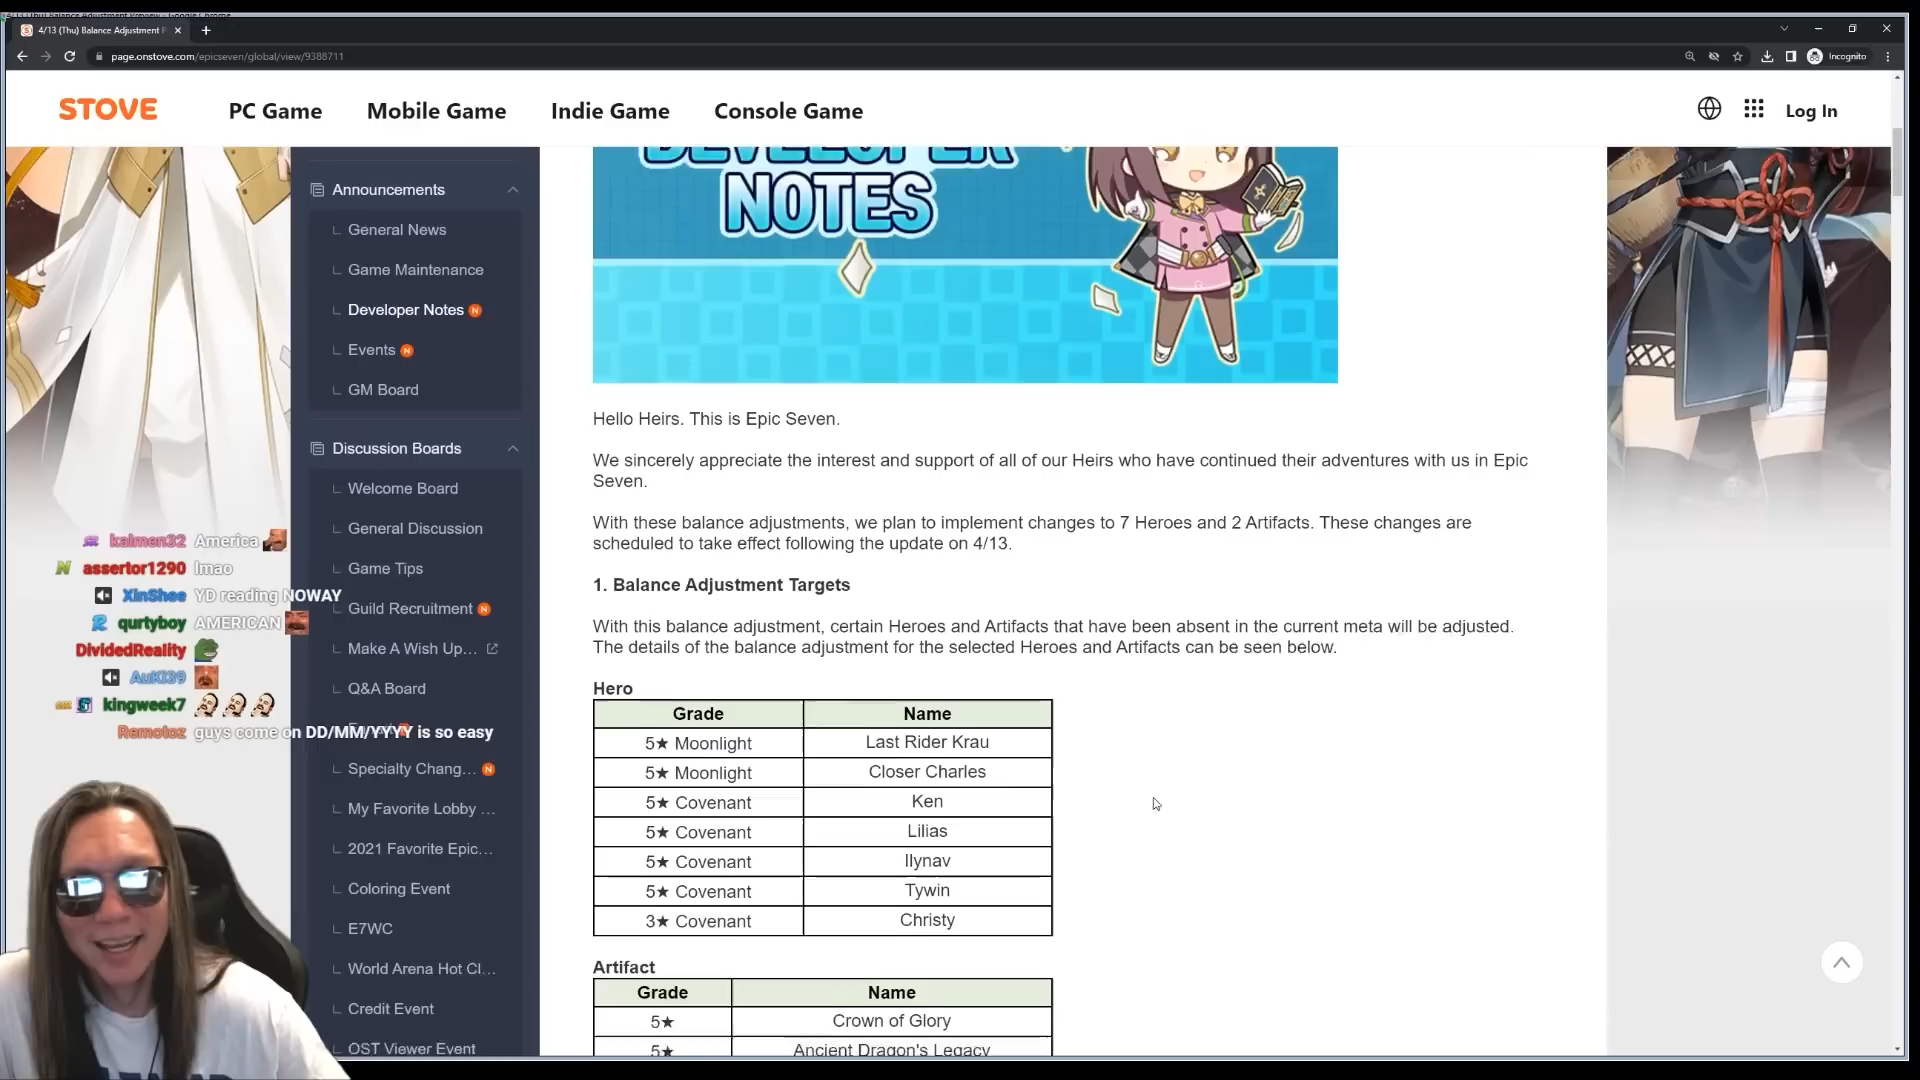 4/13 (Thu) Balance Adjustment Preview - Google Chrome
4/13 (Thu) Balance Adjustment P
page.onstove.com/epicseven/global/view/9388711
Incognito
STOVE
PC Game
Mobile Game
Indie Game
Console Game
Log In
Announcements
General News
Game Maintenance
Developer Notes N
Events N
GM Board
Discussion Boards
Welcome Board
General Discussion
Game Tips
Guild Recruitment N
Make A Wish Up...
Q&A Board
Specialty Chang... N
My Favorite Lobby ...
2021 Favorite Epic...
Coloring Event
E7WC
World Arena Hot Cl...
Credit Event
OST Viewer Event
kalmen32 America
assertor1290 lmao
XinShee YD reading NOWAY
qurtyboy AMERICAN
DividedReality
AuKi39
kingweek7
Remotoz guys come on DD/MM/YYYY is so easy
DEVELOPER
NOTES
Hello Heirs. This is Epic Seven.
We sincerely appreciate the interest and support of all of our Heirs who have continued their adventures with us in Epic
Seven.
With these balance adjustments, we plan to implement changes to 7 Heroes and 2 Artifacts. These changes are
scheduled to take effect following the update on 4/13.
1. Balance Adjustment Targets
With this balance adjustment, certain Heroes and Artifacts that have been absent in the current meta will be adjusted.
The details of the balance adjustment for the selected Heroes and Artifacts can be seen below.
Hero
Grade Name
5★ Moonlight Last Rider Krau
5★ Moonlight Closer Charles
5★ Covenant Ken
5★ Covenant Lilias
5★ Covenant Ilynav
5★ Covenant Tywin
3★ Covenant Christy
Artifact
Grade Name
5★ Crown of Glory
5★ Ancient Dragon's Legacy